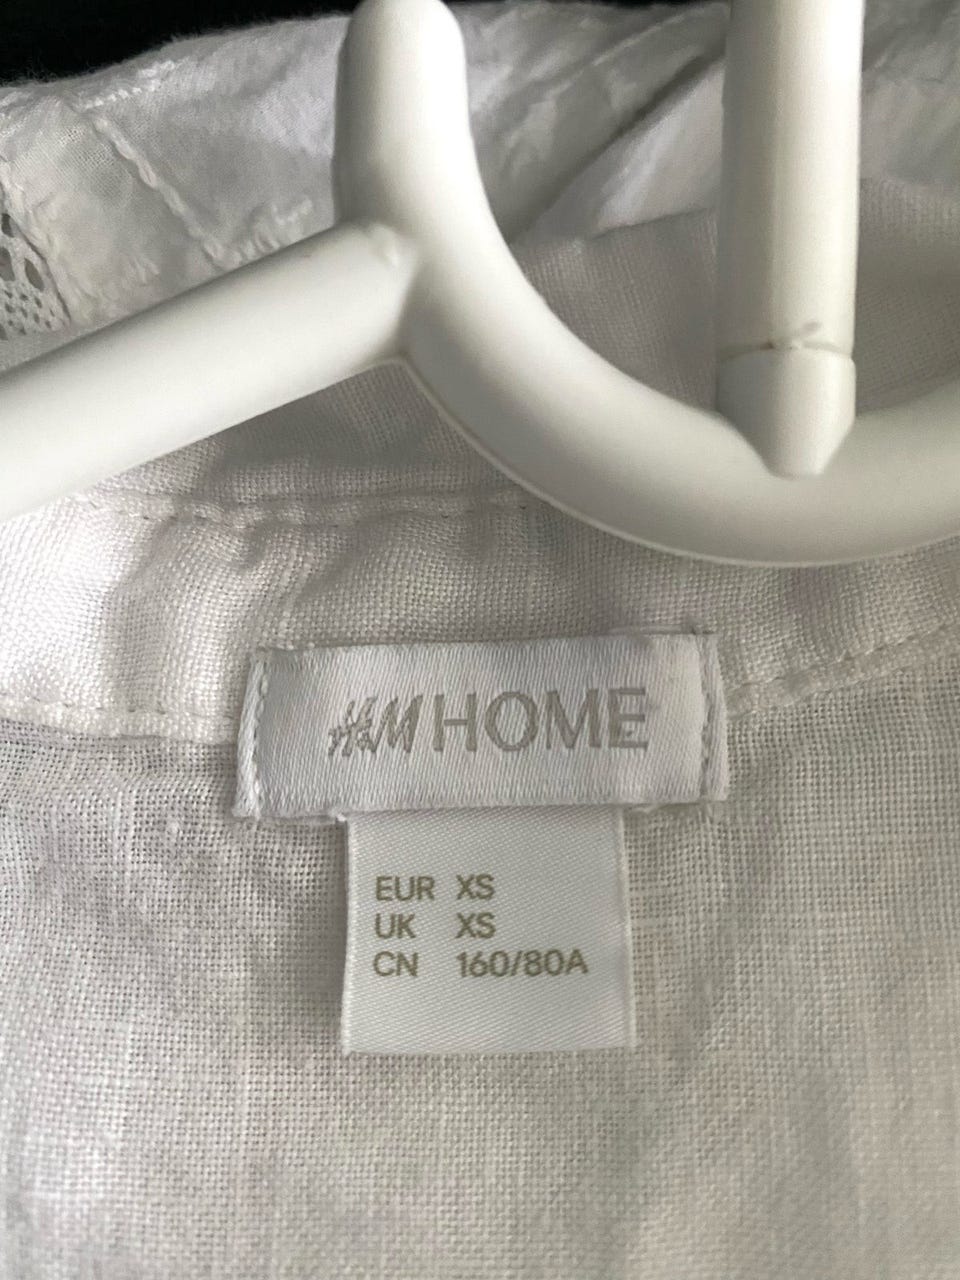 H&M HOME
EUR XS
UK XS
CN 160/80A